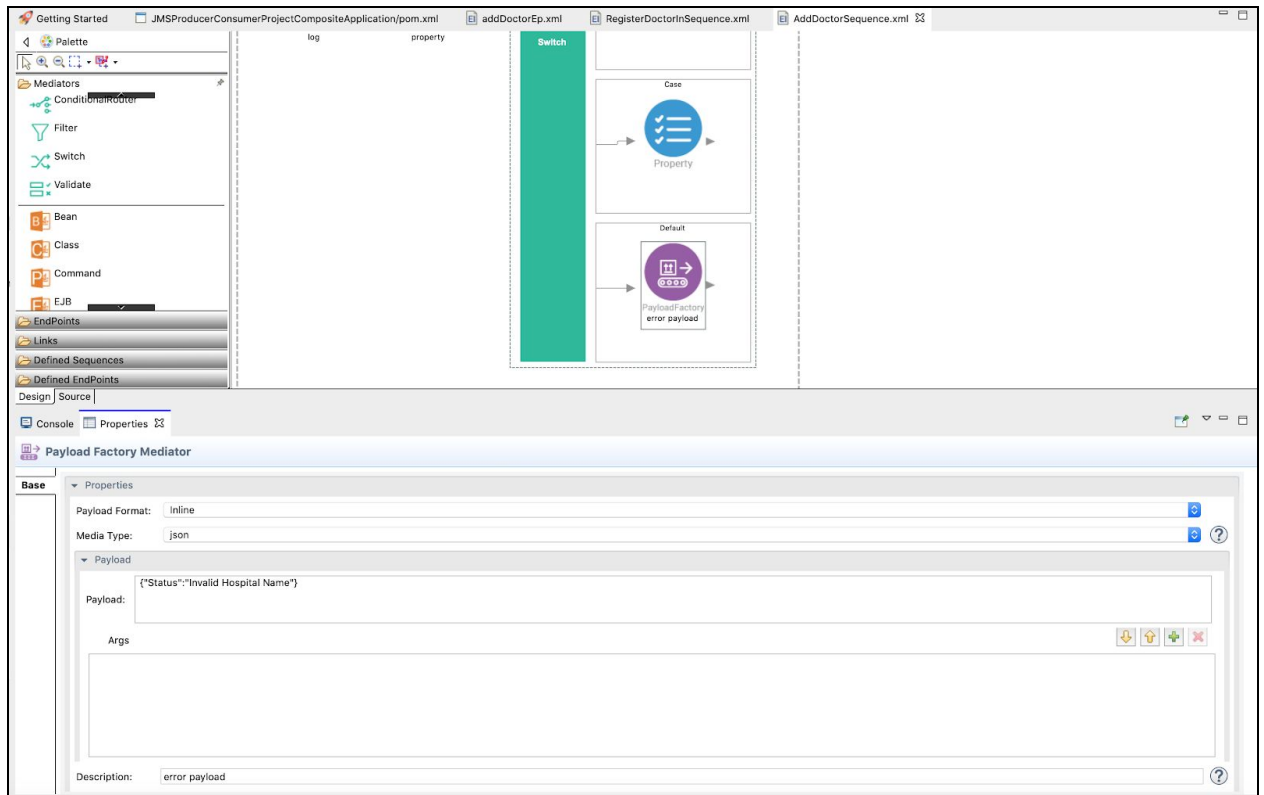 Getting Started JMSProducerConsumerProjectCompositeApplication/pom.xml addDoctorEp.xml RegisterDoctorInSequence.xml AddDoctorSequence.xml
Palette
Mediators
ConditionalRouter
Filter
Switch
Validate
Bean
Class
Command
EJB
EndPoints
Links
Defined Sequences
Defined EndPoints
log property
Switch
Case
Property
Default
PayloadFactory
error payload
Design Source
Console Properties
Payload Factory Mediator
Base
Properties
Payload Format: Inline
Media Type: json
Payload
Payload: {"Status":"Invalid Hospital Name"}
Args
Description: error payload